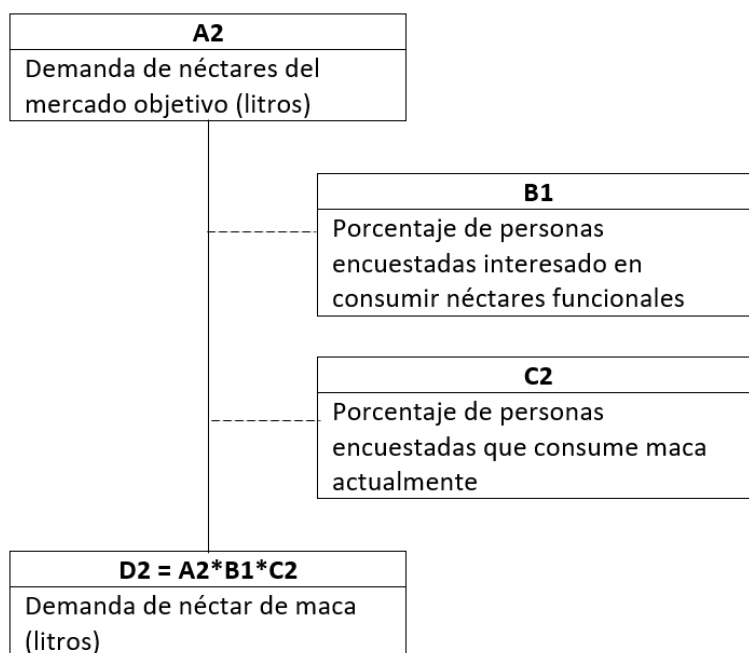 A2
Demanda de néctares del
mercado objetivo (litros)
B1
Porcentaje de personas
encuestadas interesado en
consumir néctares funcionales
C2
Porcentaje de personas
encuestadas que consume maca
actualmente
D2 = A2*B1*C2
Demanda de néctar de maca
(litros)